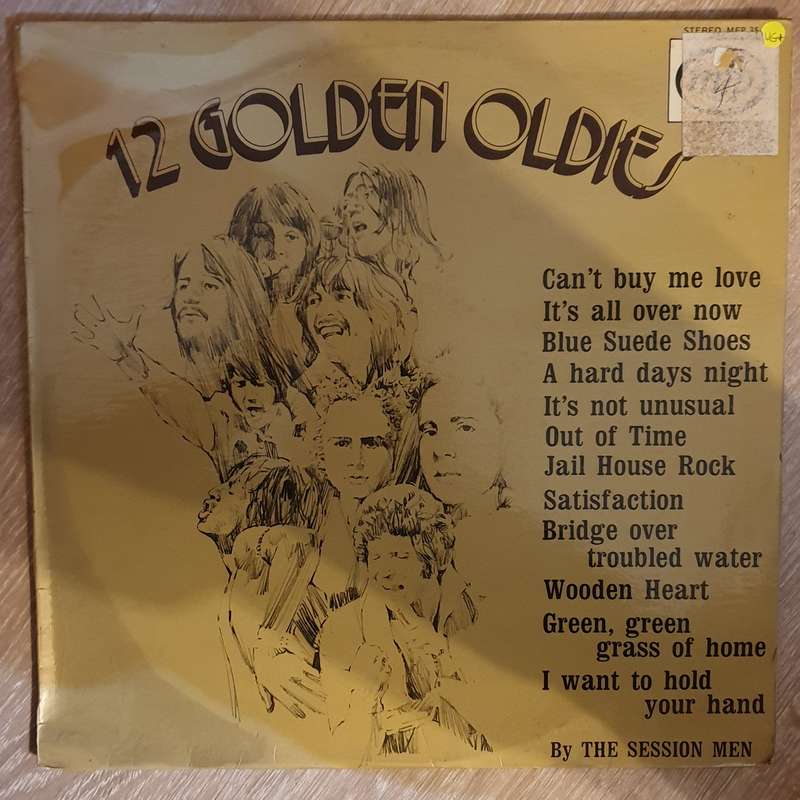 STEREO MFP
VG+
12 GOLDEN OLDIES
Can't buy me love
It's all over now
Blue Suede Shoes
A hard days night
It's not unusual
Out of Time
Jail House Rock
Satisfaction
Bridge over
troubled water
Wooden Heart
Green, green
grass of home
I want to hold
your hand
By THE SESSION MEN